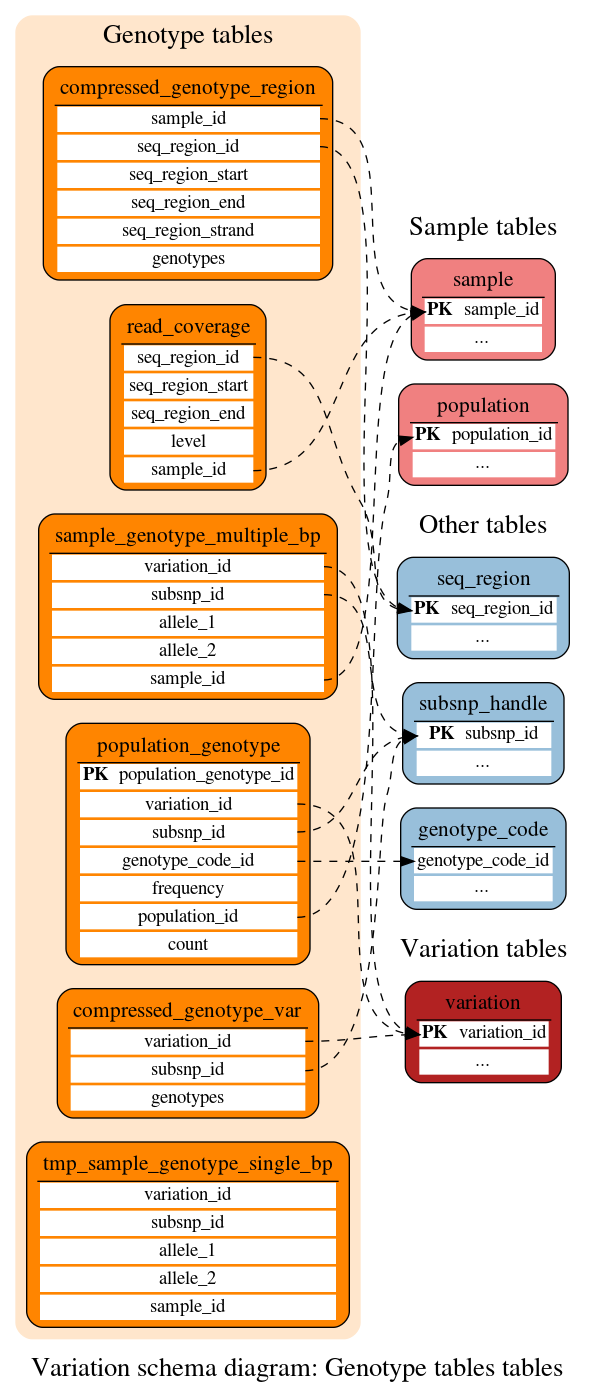 Genotype tables
compressed_genotype_region
sample_id
seq_region_id
seq_region_start
seq_region_end
seq_region_strand
genotypes
read_coverage
seq_region_id
seq_region_start
seq_region_end
level
sample_id
sample_genotype_multiple_bp
variation_id
subsnp_id
allele_1
allele_2
sample_id
population_genotype
PK population_genotype_id
variation_id
subsnp_id
genotype_code_id
frequency
population_id
count
compressed_genotype_var
variation_id
subsnp_id
genotypes
tmp_sample_genotype_single_bp
variation_id
subsnp_id
allele_1
allele_2
sample_id
Sample tables
sample
PK sample_id
...
population
PK population_id
...
Other tables
seq_region
PK seq_region_id
...
subsnp_handle
PK subsnp_id
...
genotype_code
genotype_code_id
...
Variation tables
variation
PK variation_id
...
Variation schema diagram: Genotype tables tables